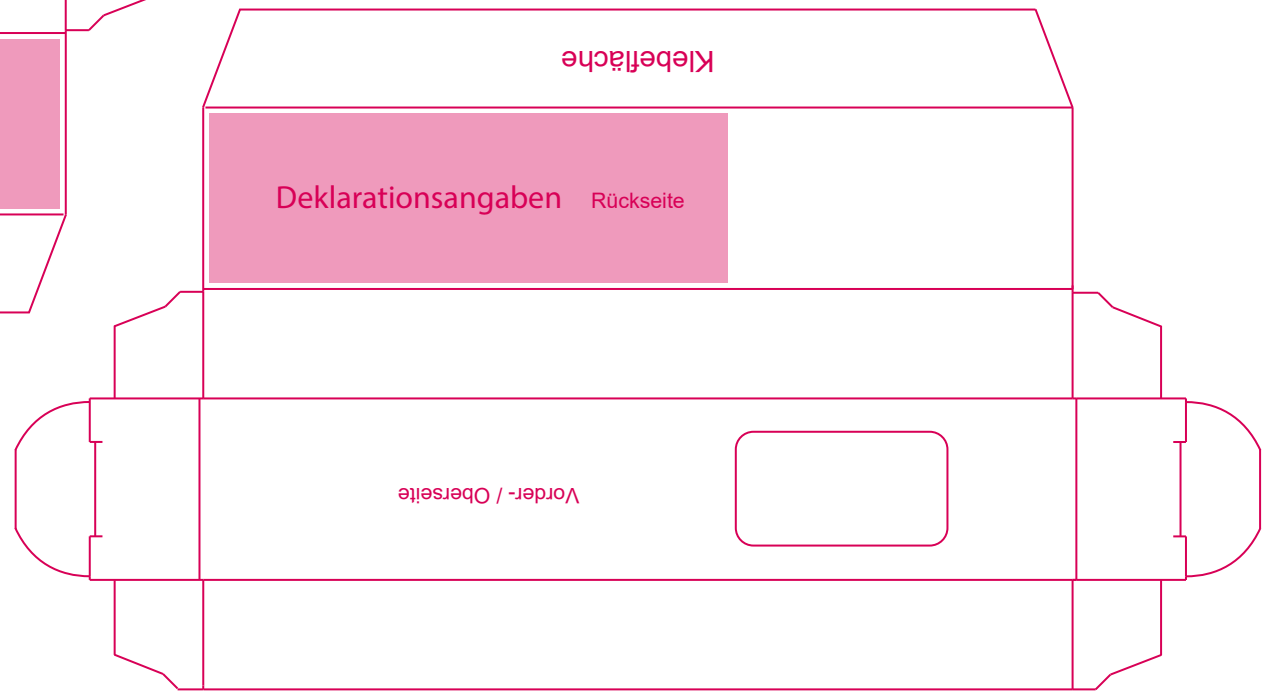 Klebefläche
Deklarationsangaben Rückseite
Vorder- / Oberseite